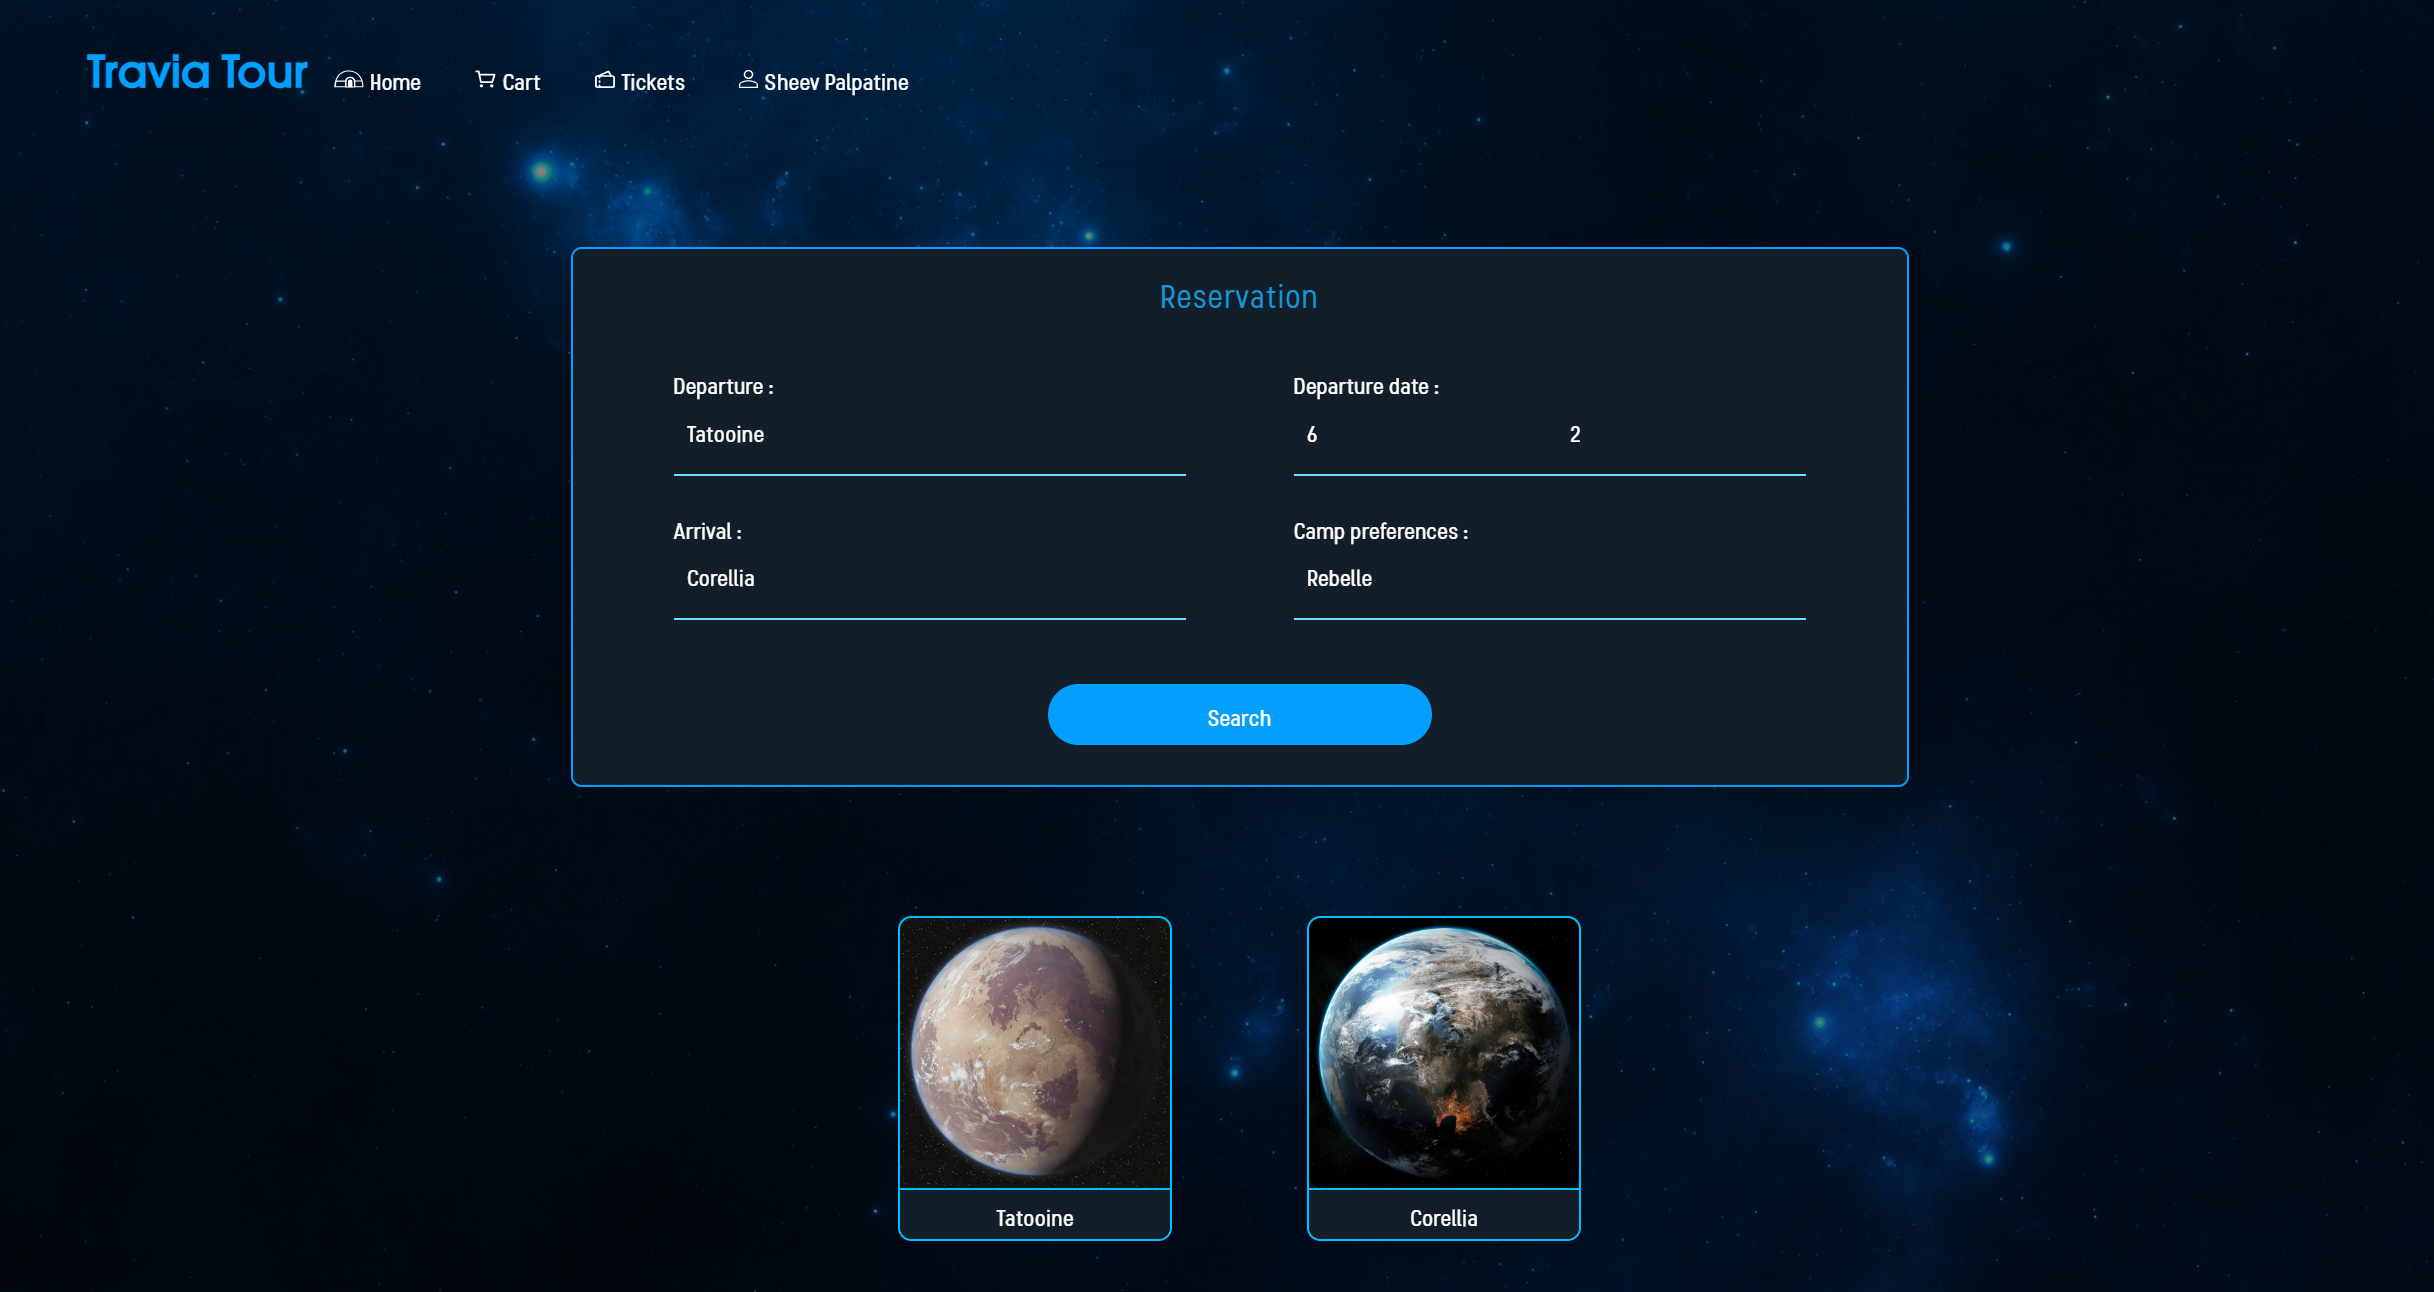 Travia Tour Home Cart Tickets Sheev Palpatine
Reservation
Departure :
Tatooine
Departure date :
6 2
Arrival :
Corellia
Camp preferences :
Rebelle
Search
Tatooine
Corellia